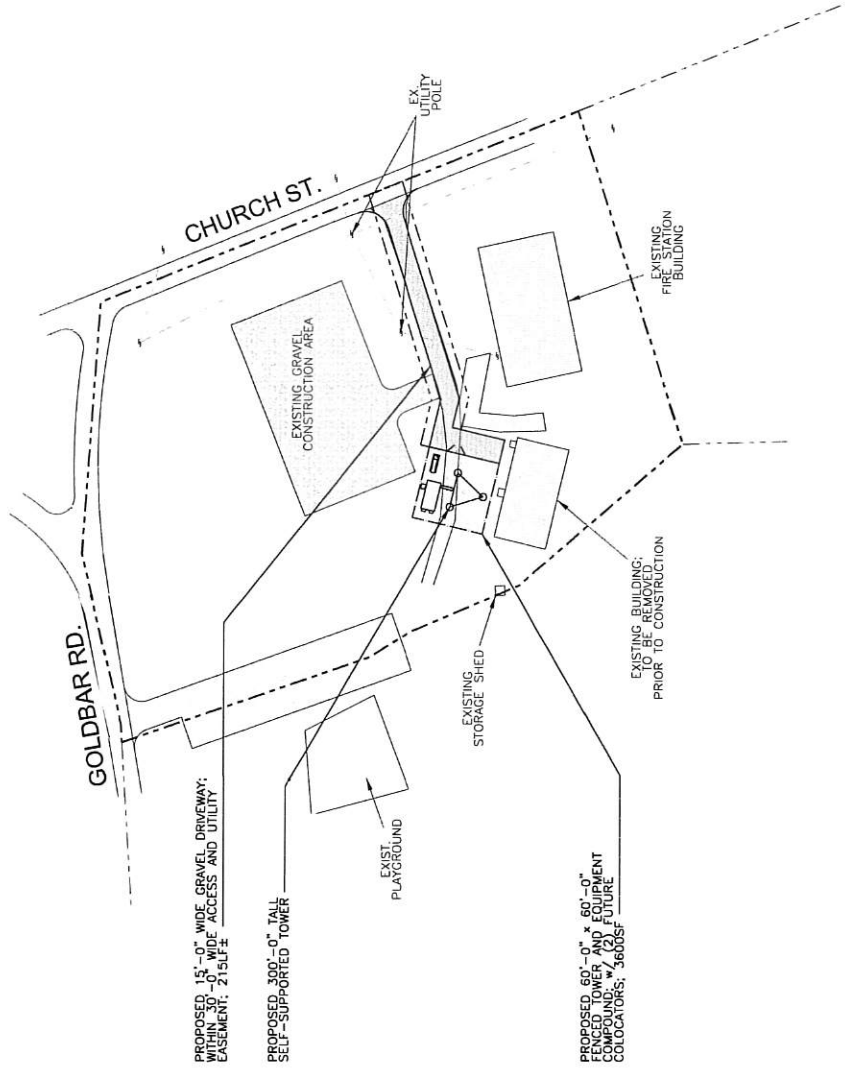 GOLDBAR RD.
CHURCH ST.
EX.
UTILITY
POLE
EXISTING GRAVEL
CONSTRUCTION AREA
EXISTING
FIRE STATION
BUILDING
PROPOSED 15'-0" WIDE GRAVEL DRIVEWAY;
WITHIN 30'-0" WIDE ACCESS AND UTILITY
EASEMENT; 215LF±
PROPOSED 300'-0" TALL
SELF-SUPPORTED TOWER
EXIST.
PLAYGROUND
EXISTING
STORAGE SHED
EXISTING BUILDING;
TO BE REMOVED
PRIOR TO CONSTRUCTION
PROPOSED 60'-0" x 60'-0"
FENCED TOWER AND EQUIPMENT
COMPOUND; w/ (2) FUTURE
COLOCATORS; 3600SF